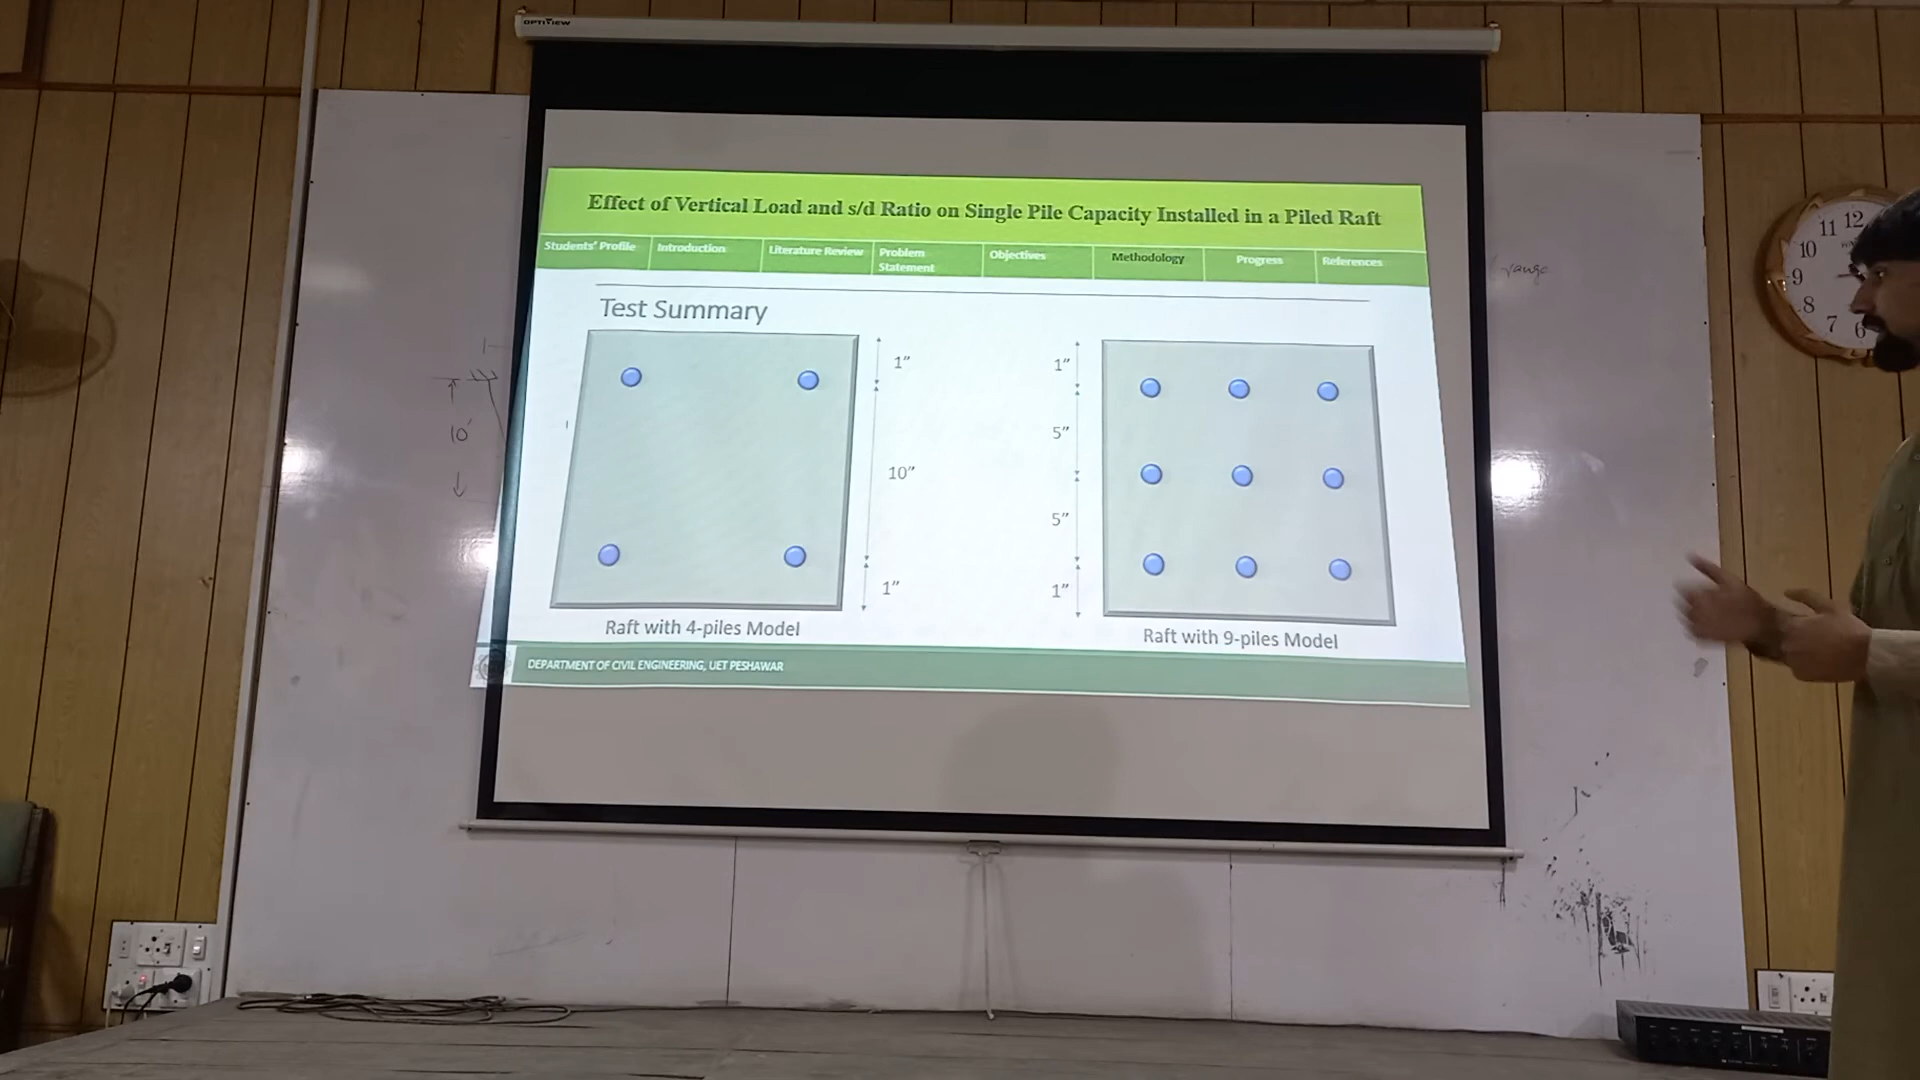 OPTIVIEW
Effect of Vertical Load and s/d Ratio on Single Pile Capacity Installed in a Piled Raft
Students' Profile
Introduction
Literature Review
Problem
Statement
Objectives
Methodology
Progress
References
Test Summary
1"
10"
1"
Raft with 4-piles Model
1"
5"
5"
1"
Raft with 9-piles Model
DEPARTMENT OF CIVIL ENGINEERING, UET PESHAWAR
10'
range
11 12
10
9
8
7 6